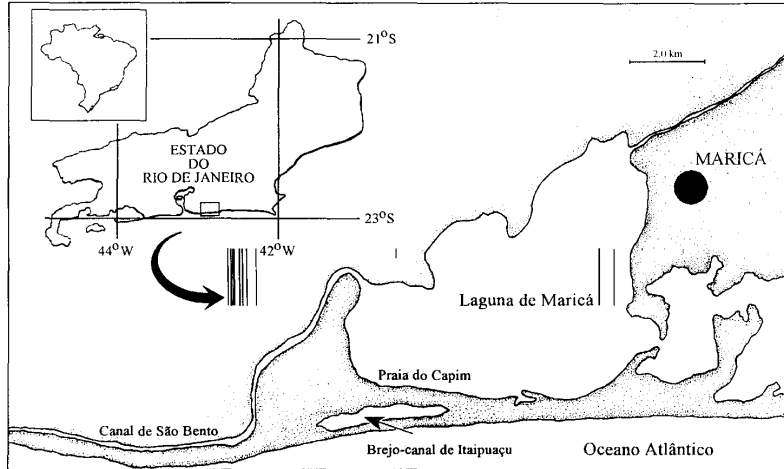 21°S
2,0 km
ESTADO
DO
RIO DE JANEIRO
MARICÁ
23°S
44°W
42°W
Laguna de Maricá
Praia do Capim
Canal de São Bento
Brejo-canal de Itaipuaçu
Oceano Atlântico